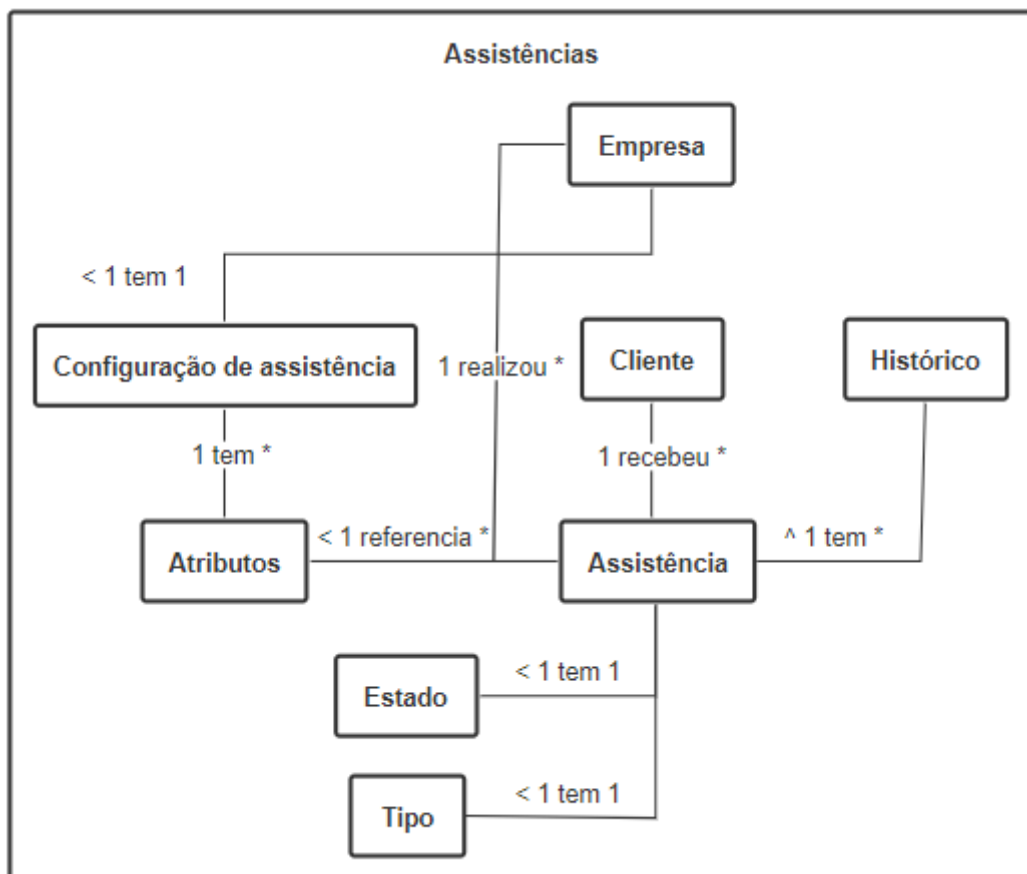 Assistências
Empresa
< 1 tem 1
Configuração de assistência
1 realizou *
Cliente
Histórico
1 tem *
1 recebeu *
Atributos
< 1 referencia *
Assistência
^ 1 tem *
Estado
< 1 tem 1
Tipo
< 1 tem 1